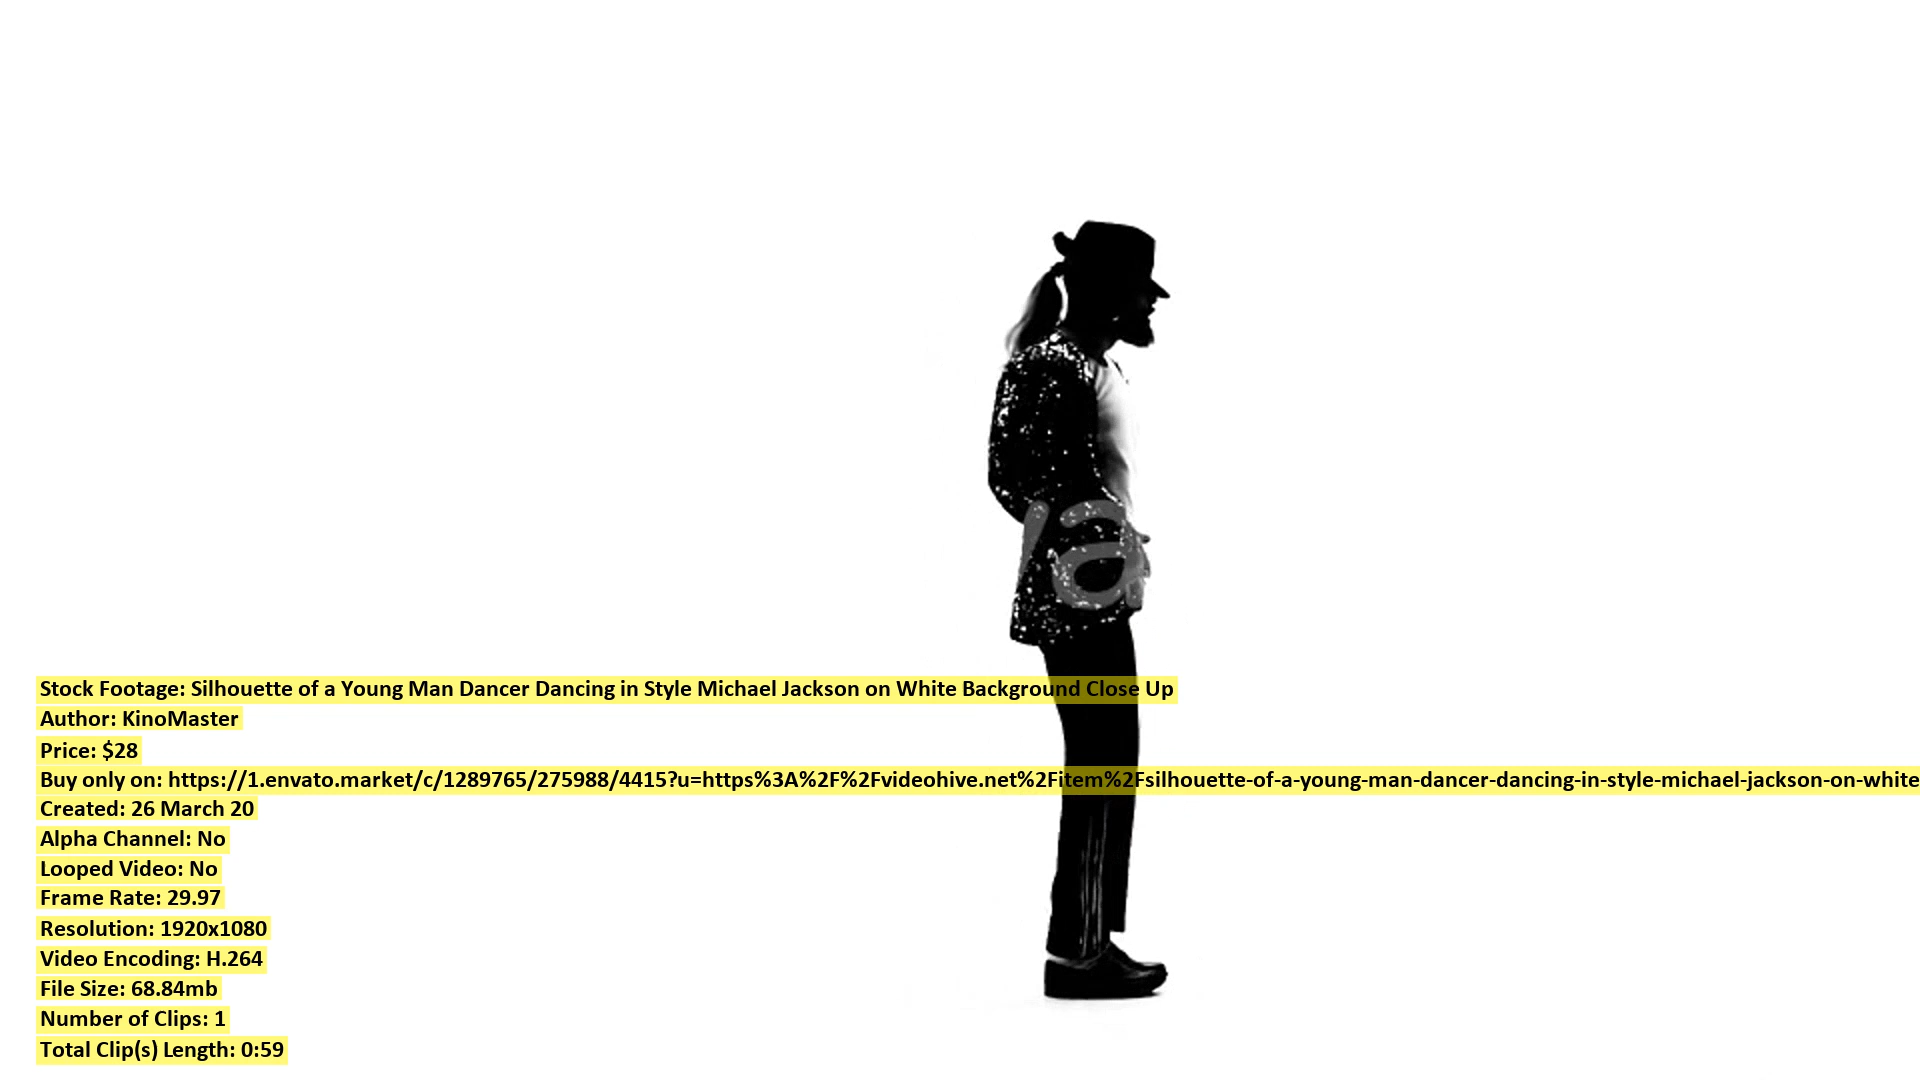 va
Stock Footage: Silhouette of a Young Man Dancer Dancing in Style Michael Jackson on White Background Close Up
Author: KinoMaster
Price: $28
Buy only on: https://1.envato.market/c/1289765/275988/4415?u=https%3A%2F%2Fvideohive.net%2Fitem%2Fsilhouette-of-a-young-man-dancer-dancing-in-style-michael-jackson-on-white
Created: 26 March 20
Alpha Channel: No
Looped Video: No
Frame Rate: 29.97
Resolution: 1920x1080
Video Encoding: H.264
File Size: 68.84mb
Number of Clips: 1
Total Clip(s) Length: 0:59